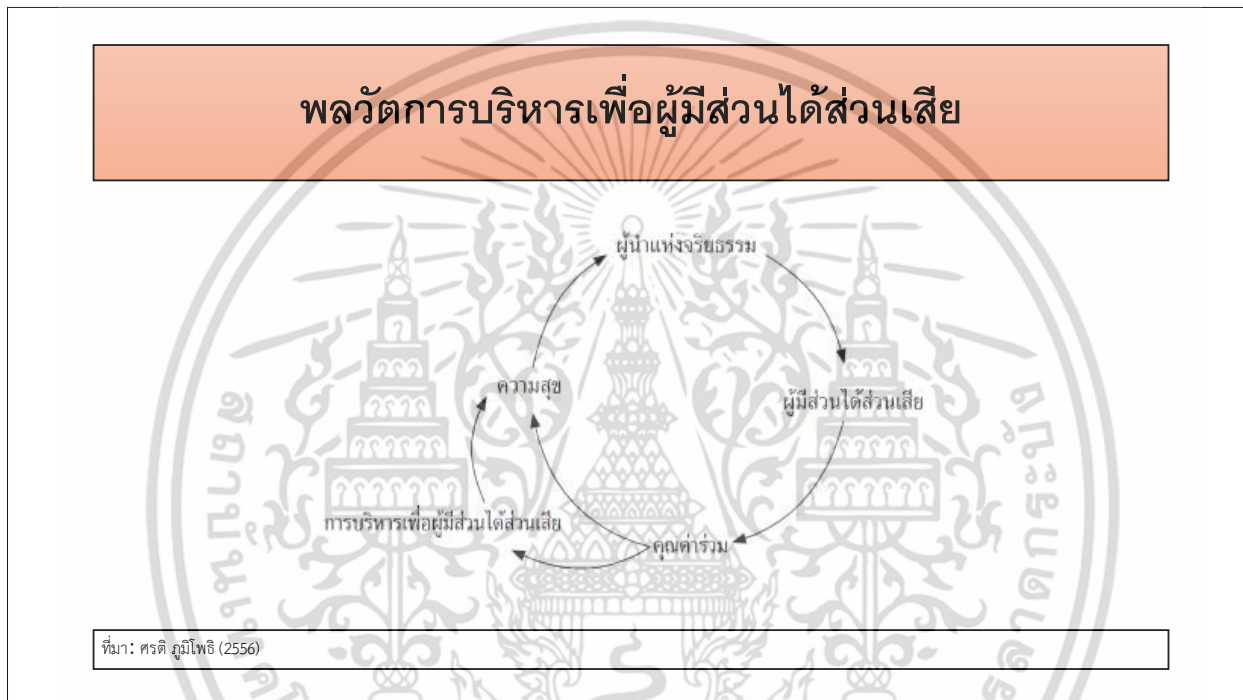 พลวัตการบริหารเพื่อผู้มีส่วนได้ส่วนเสีย
ผู้นำแห่งจริยธรรม
ความสุข
ผู้มีส่วนได้ส่วนเสีย
การบริหารเพื่อผู้มีส่วนได้ส่วนเสีย
คุณค่าร่วม
ที่มา: ศรติ ภูมิโพธิ (2556)